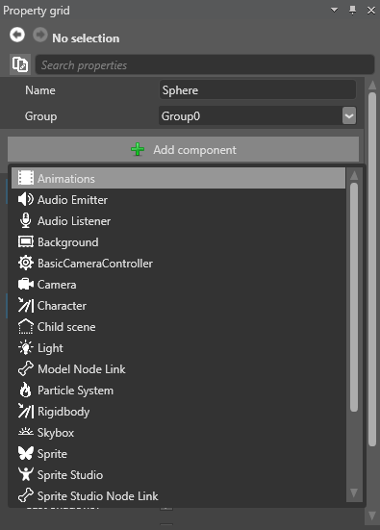 Property grid
No selection
Search properties
Name Sphere
Group Group0
Add component
Animations
Audio Emitter
Audio Listener
Background
BasicCameraController
Camera
Character
Child scene
Light
Model Node Link
Particle System
Rigidbody
Skybox
Sprite
Sprite Studio
Sprite Studio Node Link